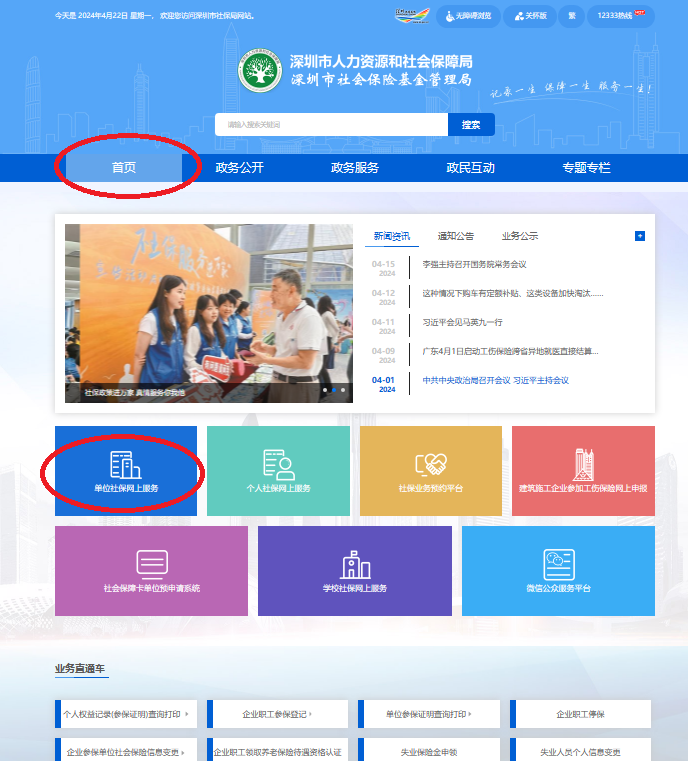 今天是 2024年4月22日 星期一， 欢迎您访问深圳市社保局网站。
无障碍浏览
关怀版
繁
12333热线
深圳市人力资源和社会保障局
深圳市社会保险基金管理局
记录一生 保障一生 服务一生!
请输入搜索关键词
搜索
首页
政务公开
政务服务
政民互动
专题专栏
新闻资讯
通知公告
业务公示
+
04-15
2024
李强主持召开国务院常务会议
04-12
2024
这种情况下购车有定额补贴、这类设备加快淘汰......
04-11
2024
习近平会见马英九一行
04-09
2024
广东4月1日启动工伤保险跨省异地就医直接结算...
04-01
2024
中共中央政治局召开会议 习近平主持会议
社保政策进万家 真情服务你我他
单位社保网上服务
个人社保网上服务
社保业务预约平台
建筑施工企业参加工伤保险网上申报
社会保障卡单位预申请系统
学校社保网上服务
微信公众服务平台
业务直通车
个人权益记录(参保证明)查询打印
企业职工参保登记
单位参保证明查询打印
企业职工停保
企业参保单位社会保险信息变更
企业职工领取养老保险待遇资格认证
失业保险金申领
失业人员个人信息变更